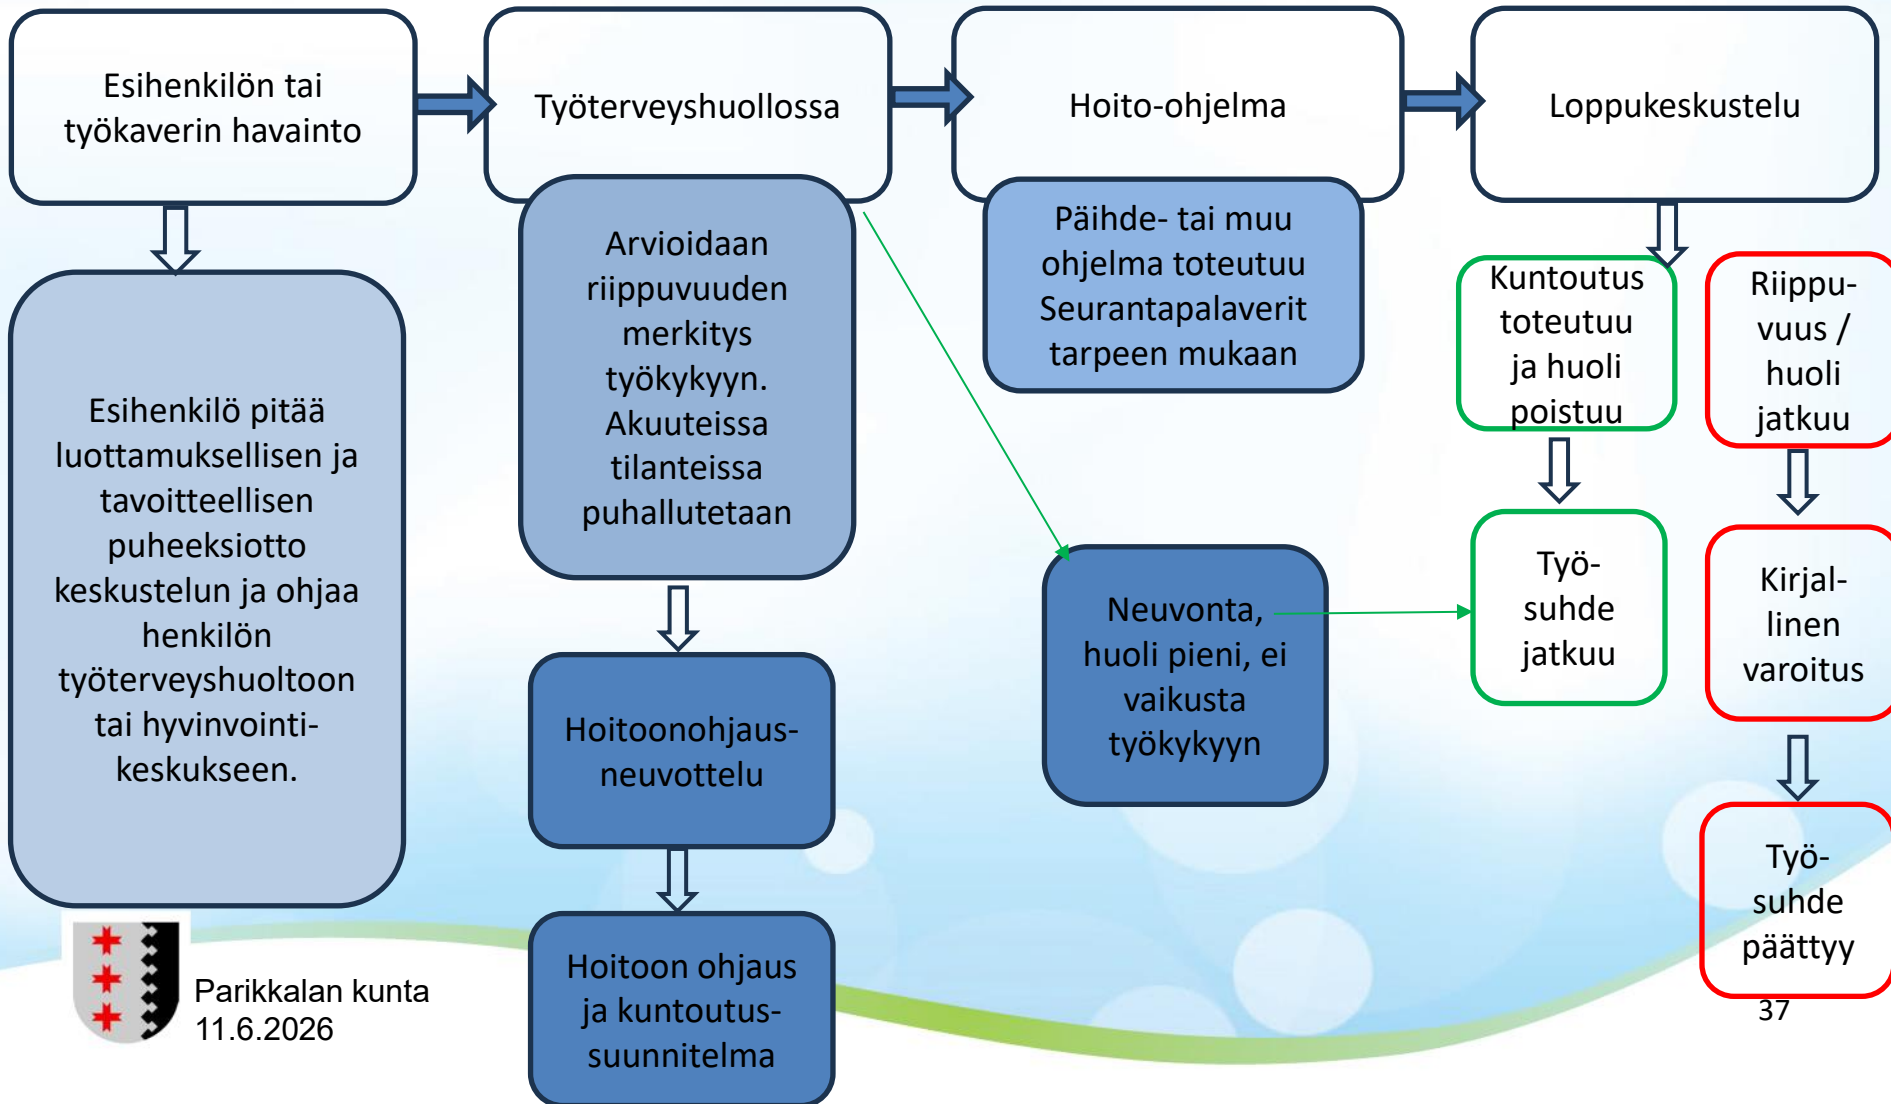 Esihenkilön tai
työkaverin havainto
Työterveyshuollossa
Hoito-ohjelma
Loppukeskustelu
Esihenkilö pitää
luottamuksellisen ja
tavoitteellisen
puheeksiotto
keskustelun ja ohjaa
henkilön
työterveyshuoltoon
tai hyvinvointi-
keskukseen.
Arvioidaan
riippuvuuden
merkitys
työkykyyn.
Akuuteissa
tilanteissa
puhallutetaan
Hoitoonohjaus-
neuvottelu
Hoitoon ohjaus
ja kuntoutus-
suunnitelma
Päihde- tai muu
ohjelma toteutuu
Seurantapalaverit
tarpeen mukaan
Neuvonta,
huoli pieni, ei
vaikusta
työkykyyn
Kuntoutus
toteutuu
ja huoli
poistuu
Työ-
suhde
jatkuu
Riippu-
vuus /
huoli
jatkuu
Kirjal-
linen
varoitus
Työ-
suhde
päättyy
Parikkalan kunta
11.6.2026
37